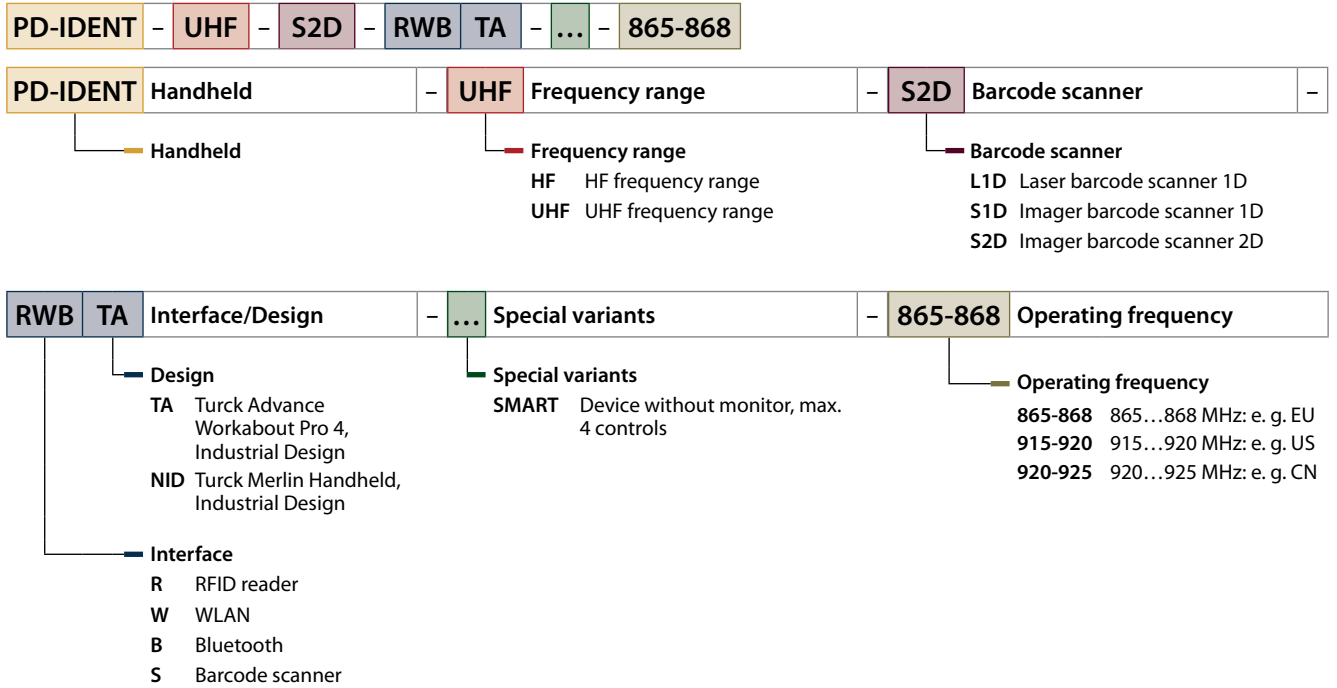 PD-IDENT – UHF – S2D – RWB TA – ... – 865-868
PD-IDENT Handheld – UHF Frequency range – S2D Barcode scanner –
Handheld
Frequency range
HF HF frequency range
UHF UHF frequency range
Barcode scanner
L1D Laser barcode scanner 1D
S1D Imager barcode scanner 1D
S2D Imager barcode scanner 2D
RWB TA Interface/Design – ... Special variants – 865-868 Operating frequency
Design
TA Turck Advance
Workabout Pro 4,
Industrial Design
NID Turck Merlin Handheld,
Industrial Design
Interface
R RFID reader
W WLAN
B Bluetooth
S Barcode scanner
Special variants
SMART Device without monitor, max.
4 controls
Operating frequency
865-868 865…868 MHz: e. g. EU
915-920 915…920 MHz: e. g. US
920-925 920…925 MHz: e. g. CN